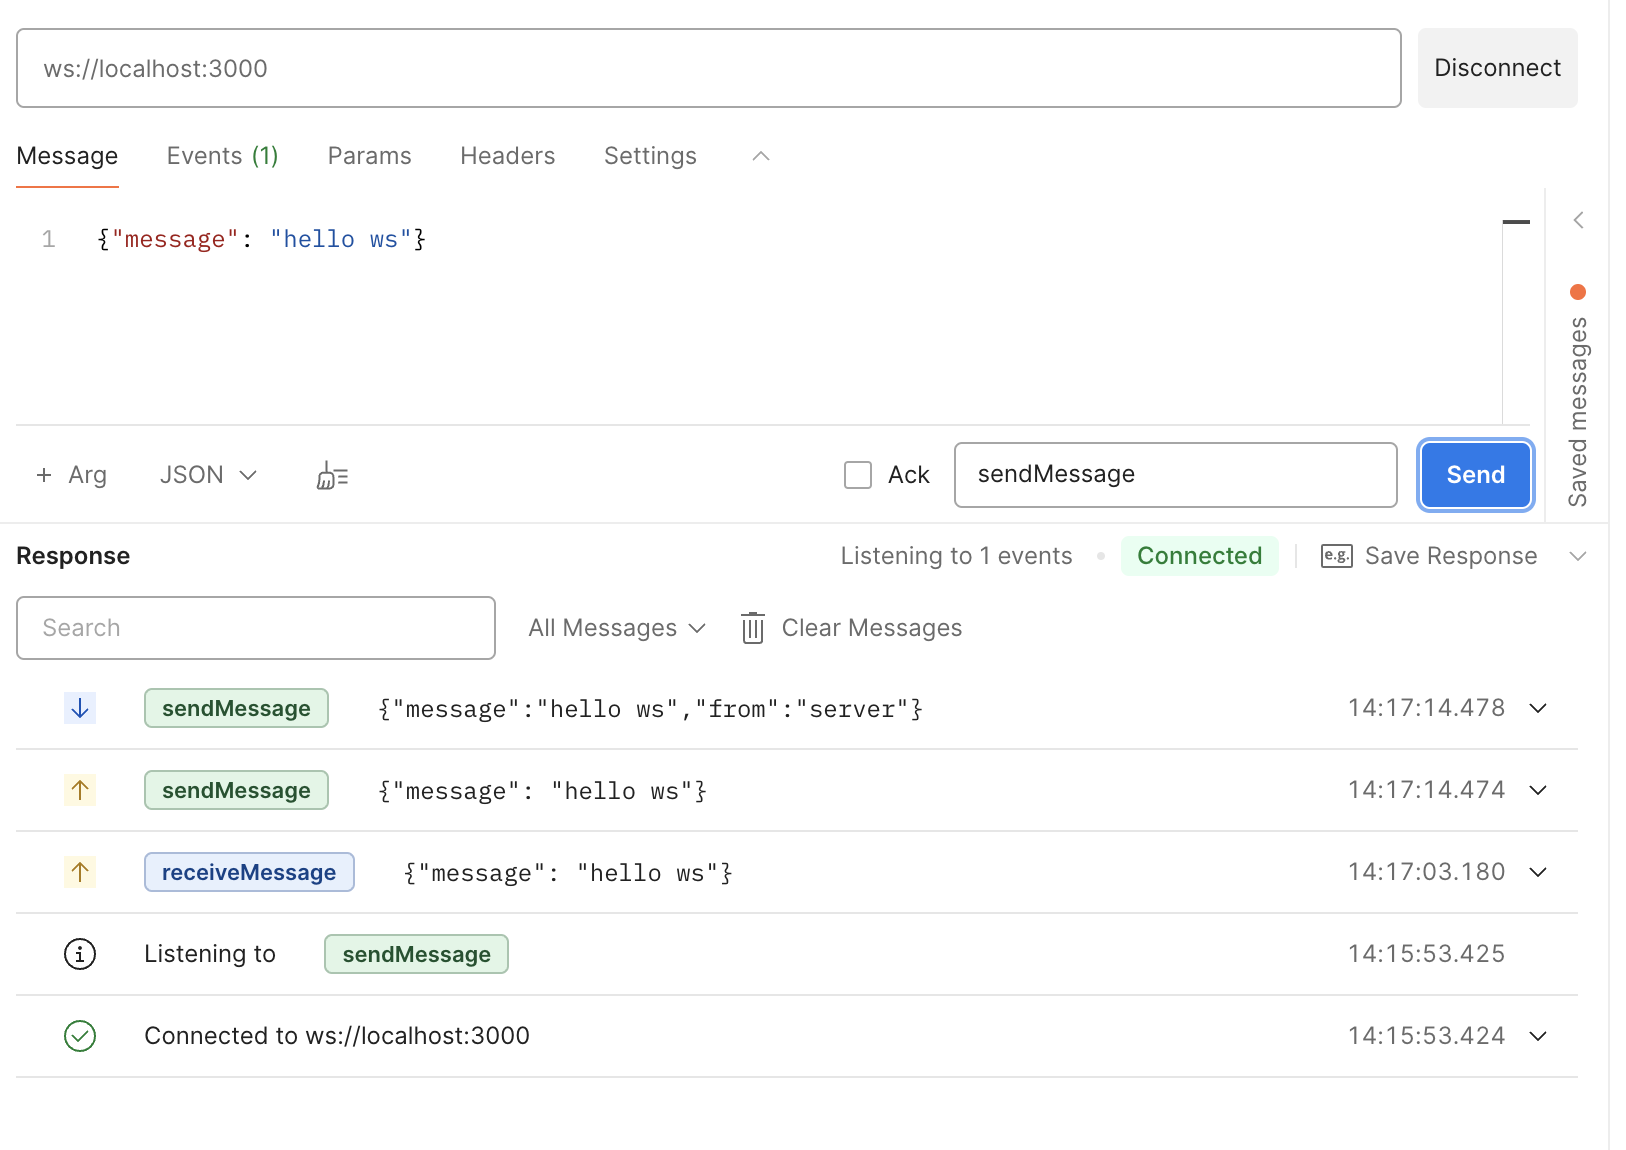 ws://localhost:3000
Disconnect
Message Events (1) Params Headers Settings
1 {"message": "hello ws"}
Saved messages
+ Arg JSON Ack sendMessage Send
Response Listening to 1 events Connected e.g. Save Response
Search All Messages Clear Messages
sendMessage {"message":"hello ws","from":"server"} 14:17:14.478
sendMessage {"message": "hello ws"} 14:17:14.474
receiveMessage {"message": "hello ws"} 14:17:03.180
Listening to sendMessage 14:15:53.425
Connected to ws://localhost:3000 14:15:53.424